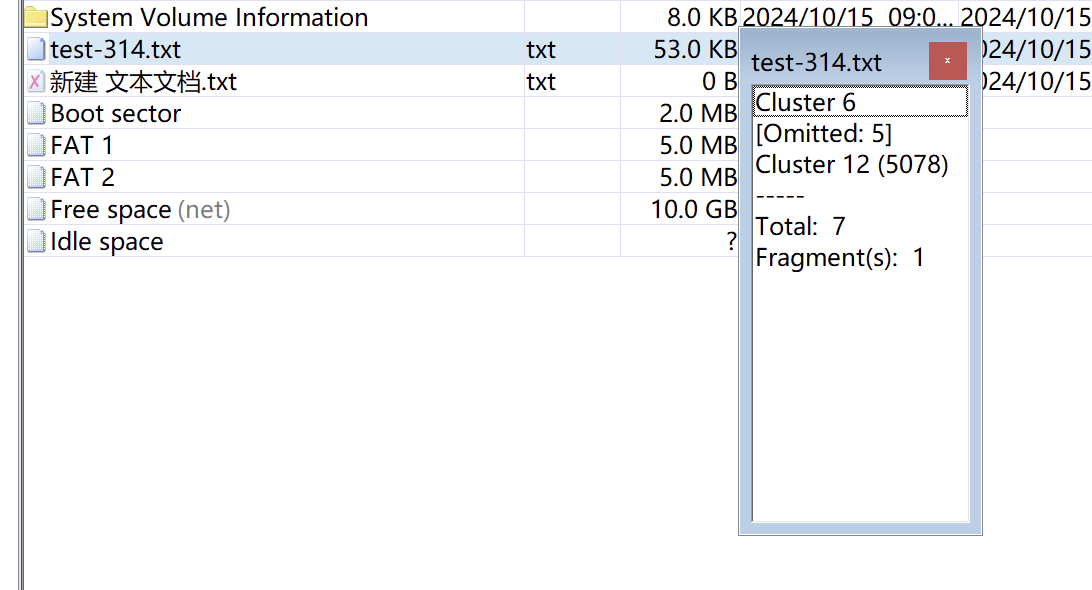 System Volume Information 8.0 KB 2024/10/15 09:0... 2024/10/15
test-314.txt txt 53.0 KB 024/10/15
新建 文本文档.txt txt 0 B 024/10/15
Boot sector 2.0 MB
FAT 1 5.0 MB
FAT 2 5.0 MB
Free space (net) 10.0 GB
Idle space ?
test-314.txt x
Cluster 6
[Omitted: 5]
Cluster 12 (5078)
-----
Total: 7
Fragment(s): 1